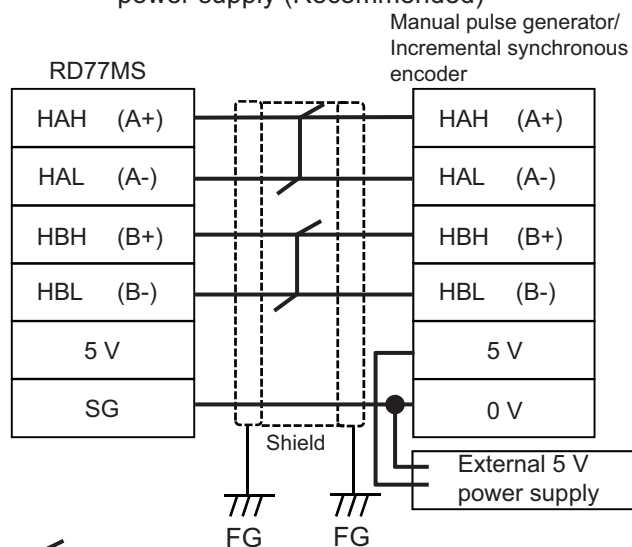 power supply (Recommended)
Manual pulse generator/
Incremental synchronous
encoder
RD77MS
HAH (A+)
HAL (A-)
HBH (B+)
HBL (B-)
5 V
SG
Shield
FG
FG
HAH (A+)
HAL (A-)
HBH (B+)
HBL (B-)
5 V
0 V
External 5 V
power supply